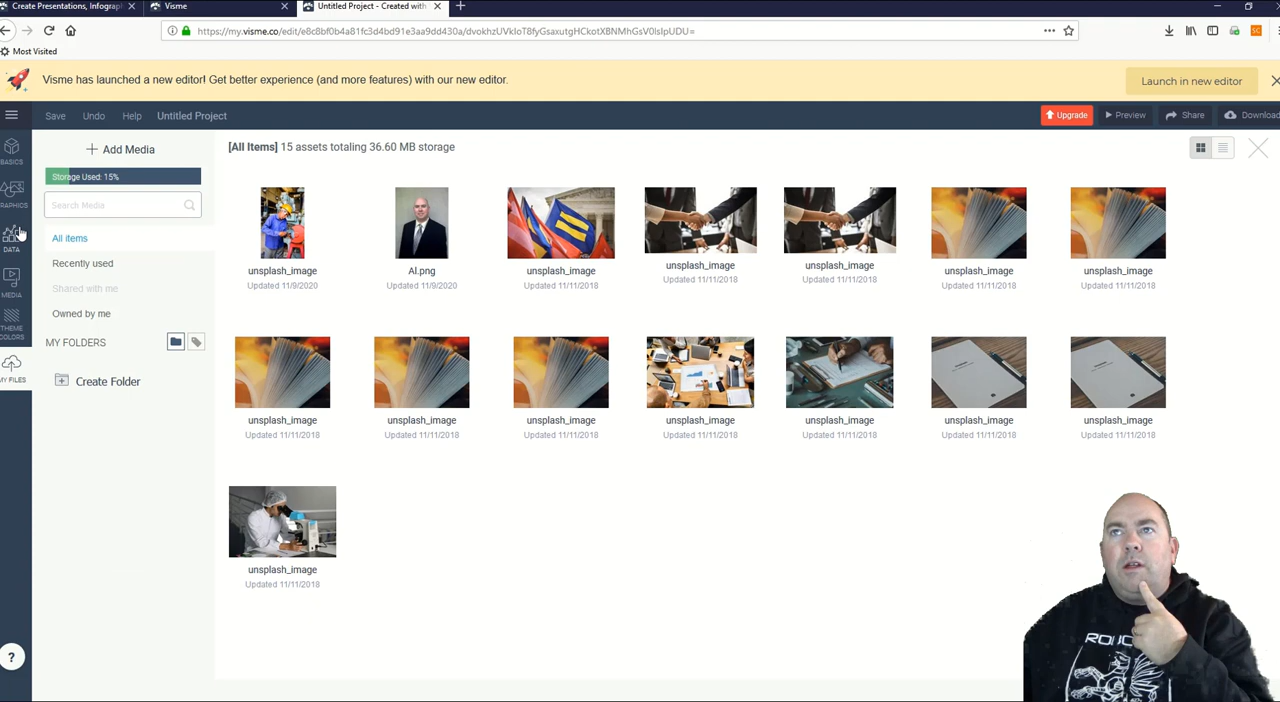 Create Presentations, Infograp
Visme
Untitled Project - Created with
https://my.visme.co/edit/e8c8bf0b4a81fc3d4bd91e3aa9dd430a/dvokhzUVkIoT8fyGsaxutgHCkotXBNMhGsV0lsIpUDU=
Most Visited
Visme has launched a new editor! Get better experience (and more features) with our new editor.
Launch in new editor
Save
Undo
Help
Untitled Project
Upgrade
Preview
Share
Download
BASICS
GRAPHICS
DATA
MEDIA
THEME
COLORS
MY FILES
?
Add Media
Storage Used: 15%
Search Media
All items
Recently used
Shared with me
Owned by me
MY FOLDERS
Create Folder
[All Items] 15 assets totaling 36.60 MB storage
unsplash_image
Updated 11/9/2020
Al.png
Updated 11/9/2020
unsplash_image
Updated 11/11/2018
unsplash_image
Updated 11/11/2018
unsplash_image
Updated 11/11/2018
unsplash_image
Updated 11/11/2018
unsplash_image
Updated 11/11/2018
unsplash_image
Updated 11/11/2018
unsplash_image
Updated 11/11/2018
unsplash_image
Updated 11/11/2018
unsplash_image
Updated 11/11/2018
unsplash_image
Updated 11/11/2018
unsplash_image
Updated 11/11/2018
unsplash_image
Updated 11/11/2018
unsplash_image
Updated 11/11/2018